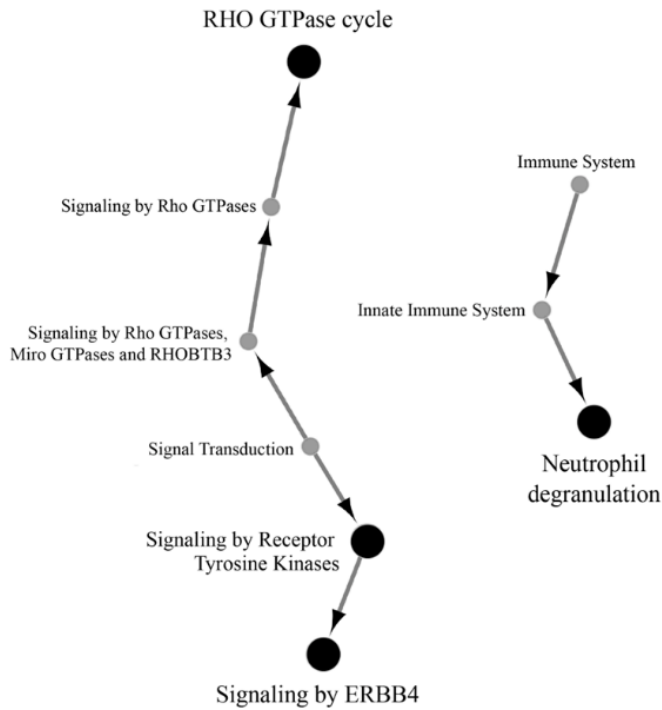 RHO GTPase cycle
Immune System
Signaling by Rho GTPases
Innate Immune System
Signaling by Rho GTPases,
Miro GTPases and RHOBTB3
Signal Transduction
Neutrophil
degranulation
Signaling by Receptor
Tyrosine Kinases
Signaling by ERBB4